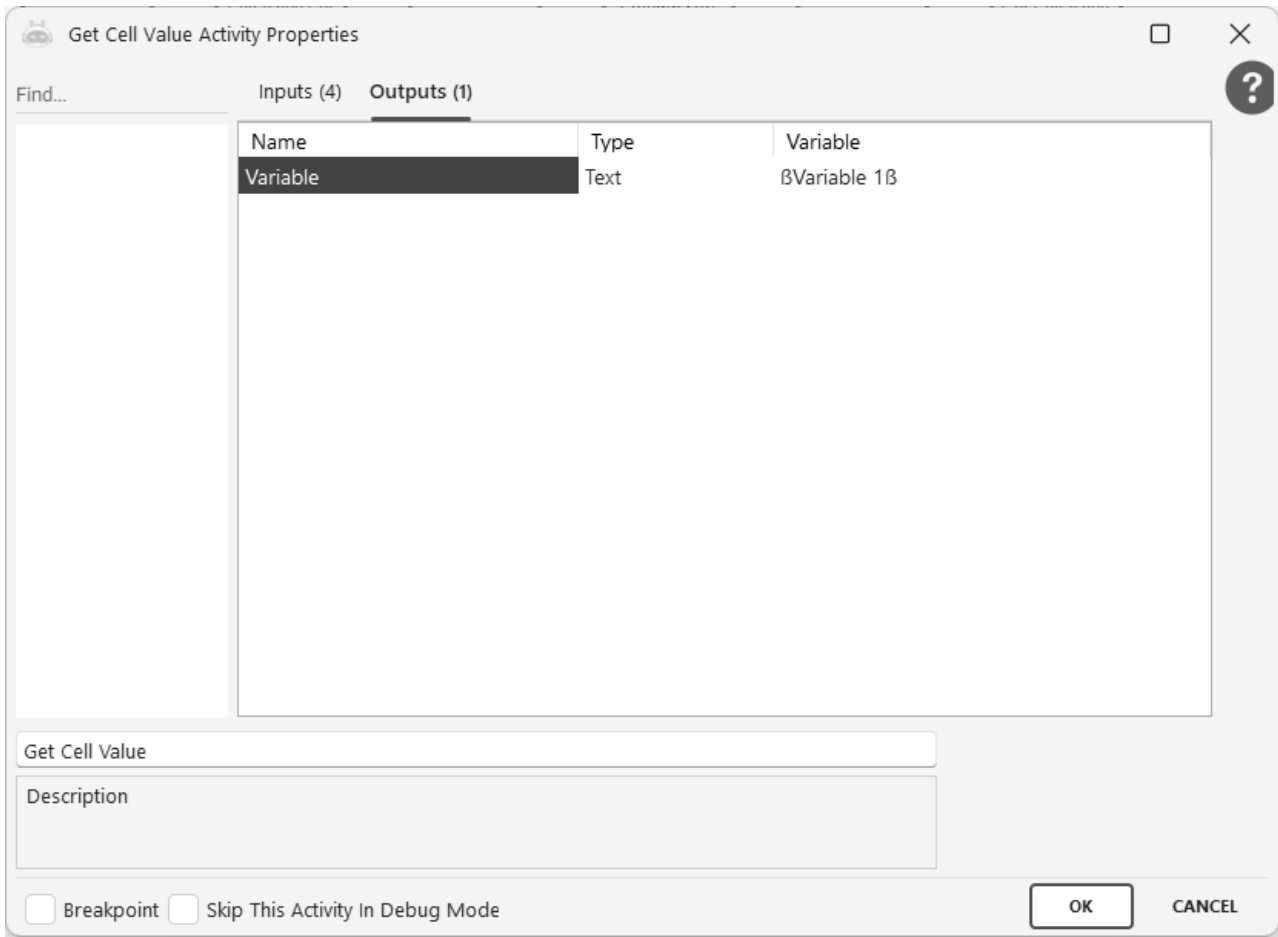 Get Cell Value Activity Properties
?
Find...
Inputs (4) Outputs (1)
Name Type Variable
Variable Text ßVariable 1ß
Get Cell Value
Description
Breakpoint Skip This Activity In Debug Mode OK CANCEL